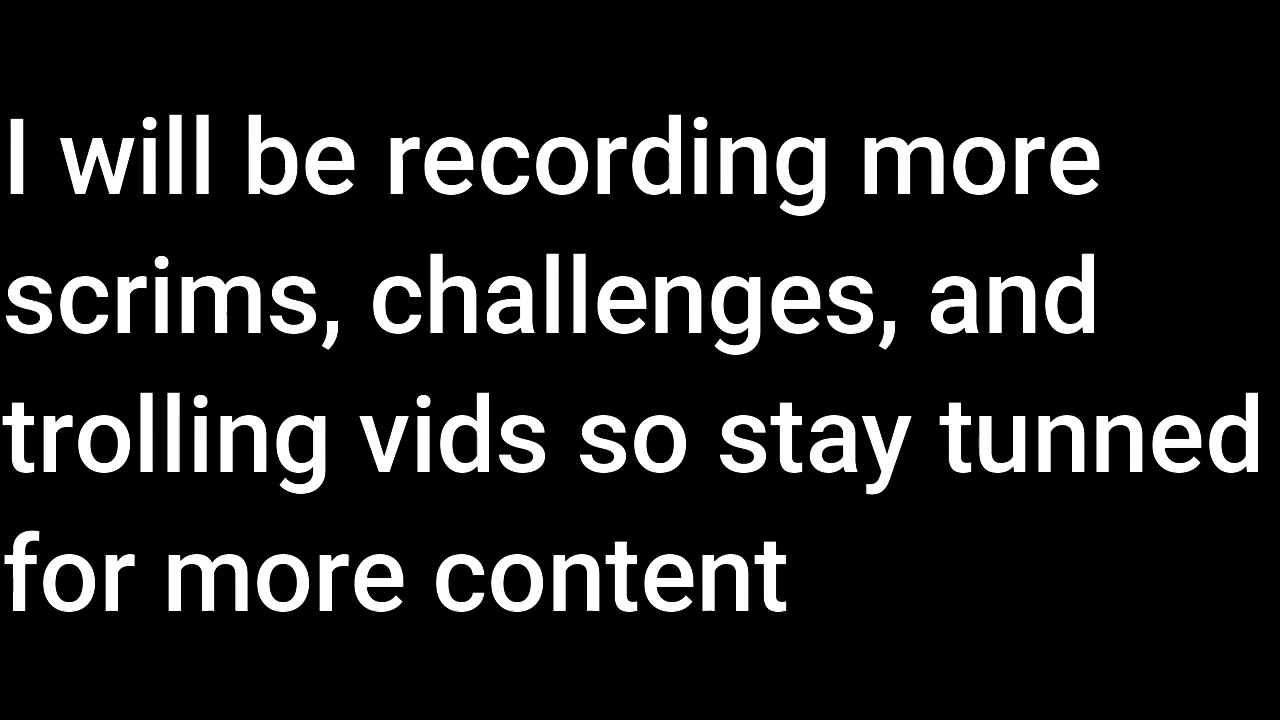 I will be recording more
scrims, challenges, and
trolling vids so stay tunned
for more content